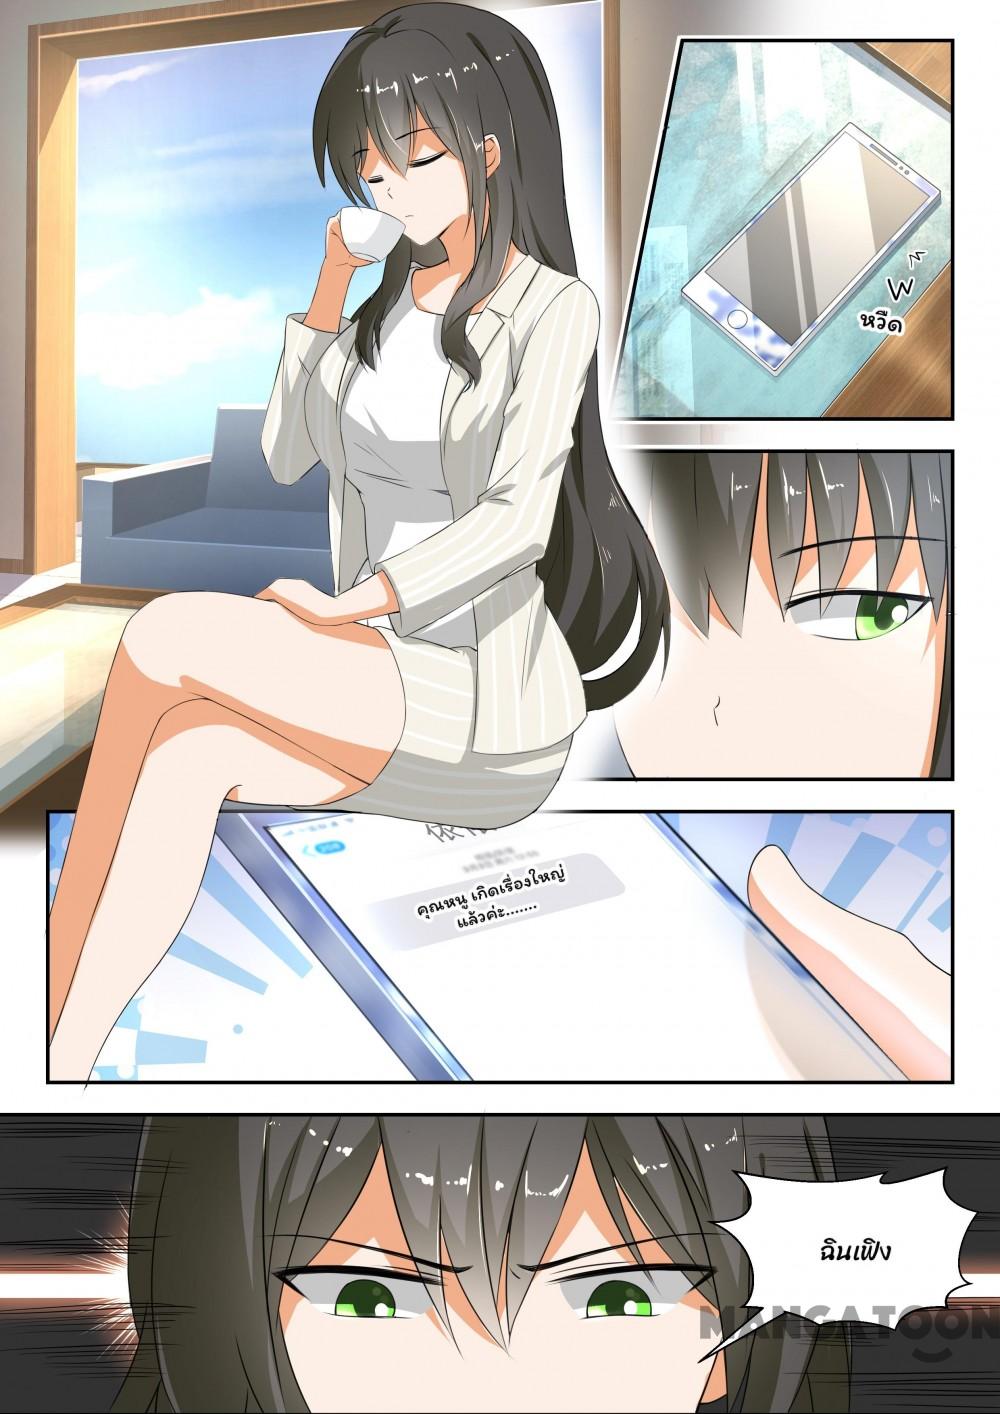 หวืด
คุณหนู เกิดเรื่องใหญ่
แล้วค่ะ.......
ฉินเฟิง
MANGATOON